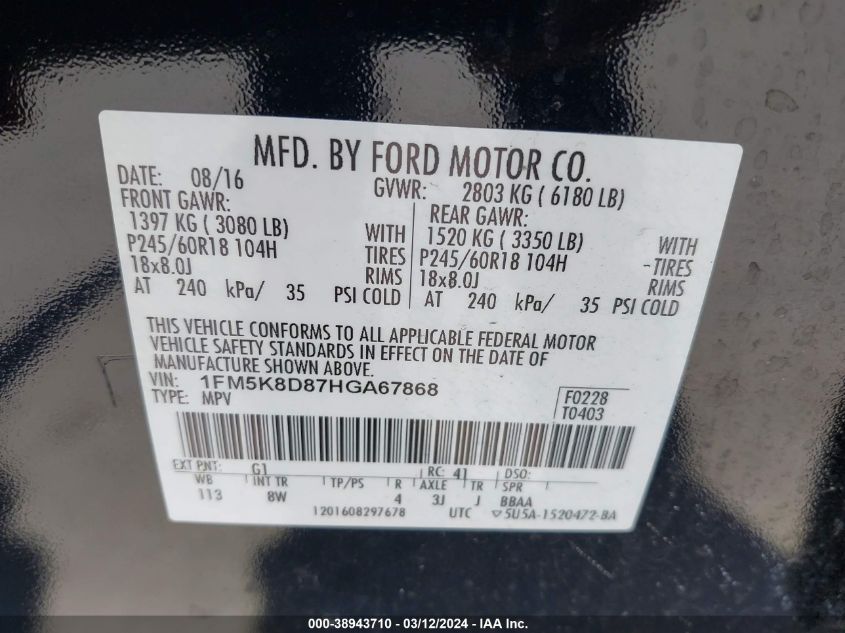 MFD. BY FORD MOTOR CO.
DATE: 08/16 GVWR: 2803 KG ( 6180 LB)
FRONT GAWR:
1397 KG ( 3080 LB) WITH
P245/60R18 104H TIRES
18x8.0J RIMS
AT 240 kPa/ 35 PSI COLD
REAR GAWR:
1520 KG ( 3350 LB) WITH
P245/60R18 104H -TIRES
18x8.0J RIMS
AT 240 kPa/ 35 PSI COLD
THIS VEHICLE CONFORMS TO ALL APPLICABLE FEDERAL MOTOR
VEHICLE SAFETY STANDARDS IN EFFECT ON THE DATE OF
MANUFACTURE SHOWN ABOVE.
VIN: 1FM5K8D87HGA67868 F0228
TYPE: MPV T0403
EXT PNT: G1 RC: 41 DSO:
WB INT TR TP/PS R AXLE TR SPR
113 8W 4 3J J BBAA
1201608297678 UTC ▽5U5A-1520472-BA
000-38943710 - 03/12/2024 - IAA Inc.